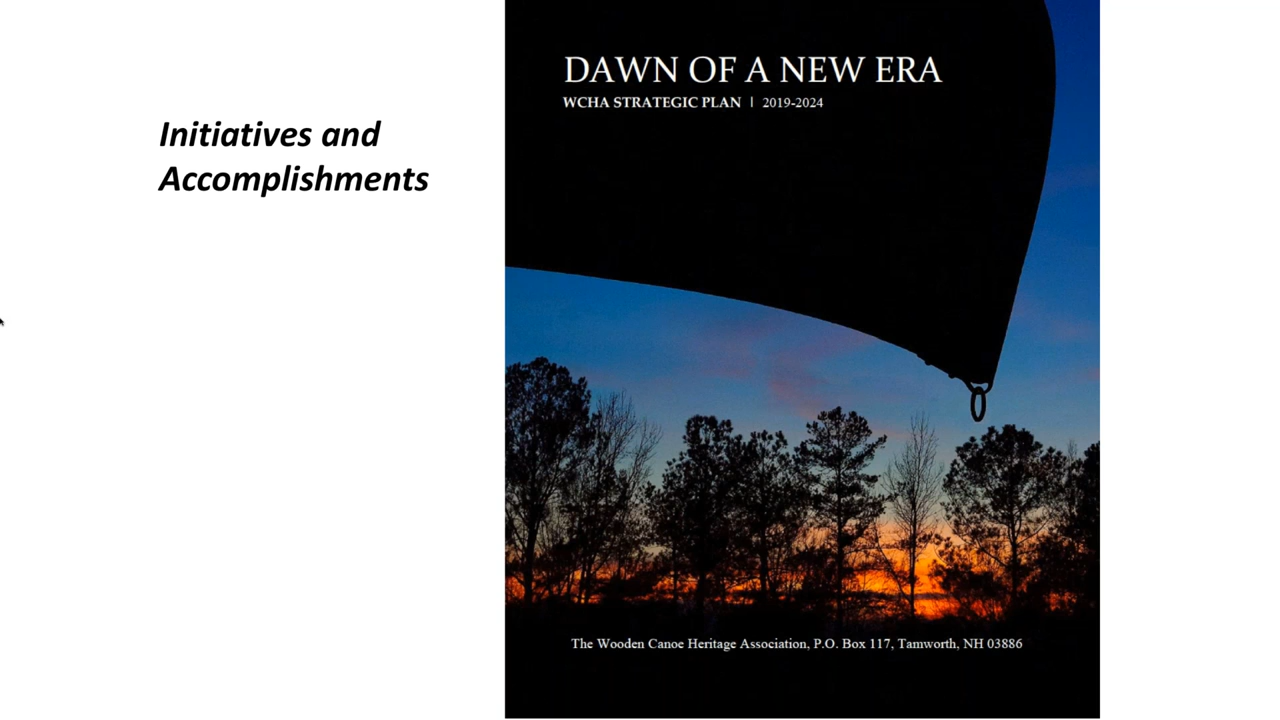 Initiatives and
Accomplishments
DAWN OF A NEW ERA
WCHA STRATEGIC PLAN | 2019-2024
The Wooden Canoe Heritage Association, P.O. Box 117, Tamworth, NH 03886